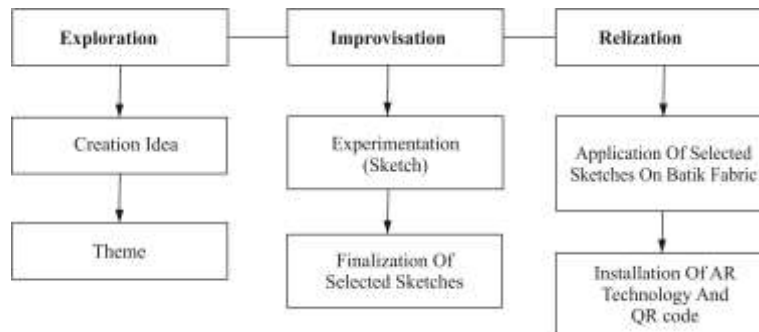 Exploration
Improvisation
Relization
Creation Idea
Experimentation
(Sketch)
Application Of Selected
Sketches On Batik Fabric
Theme
Finalization Of
Selected Sketches
Installation Of AR
Technology And
QR code